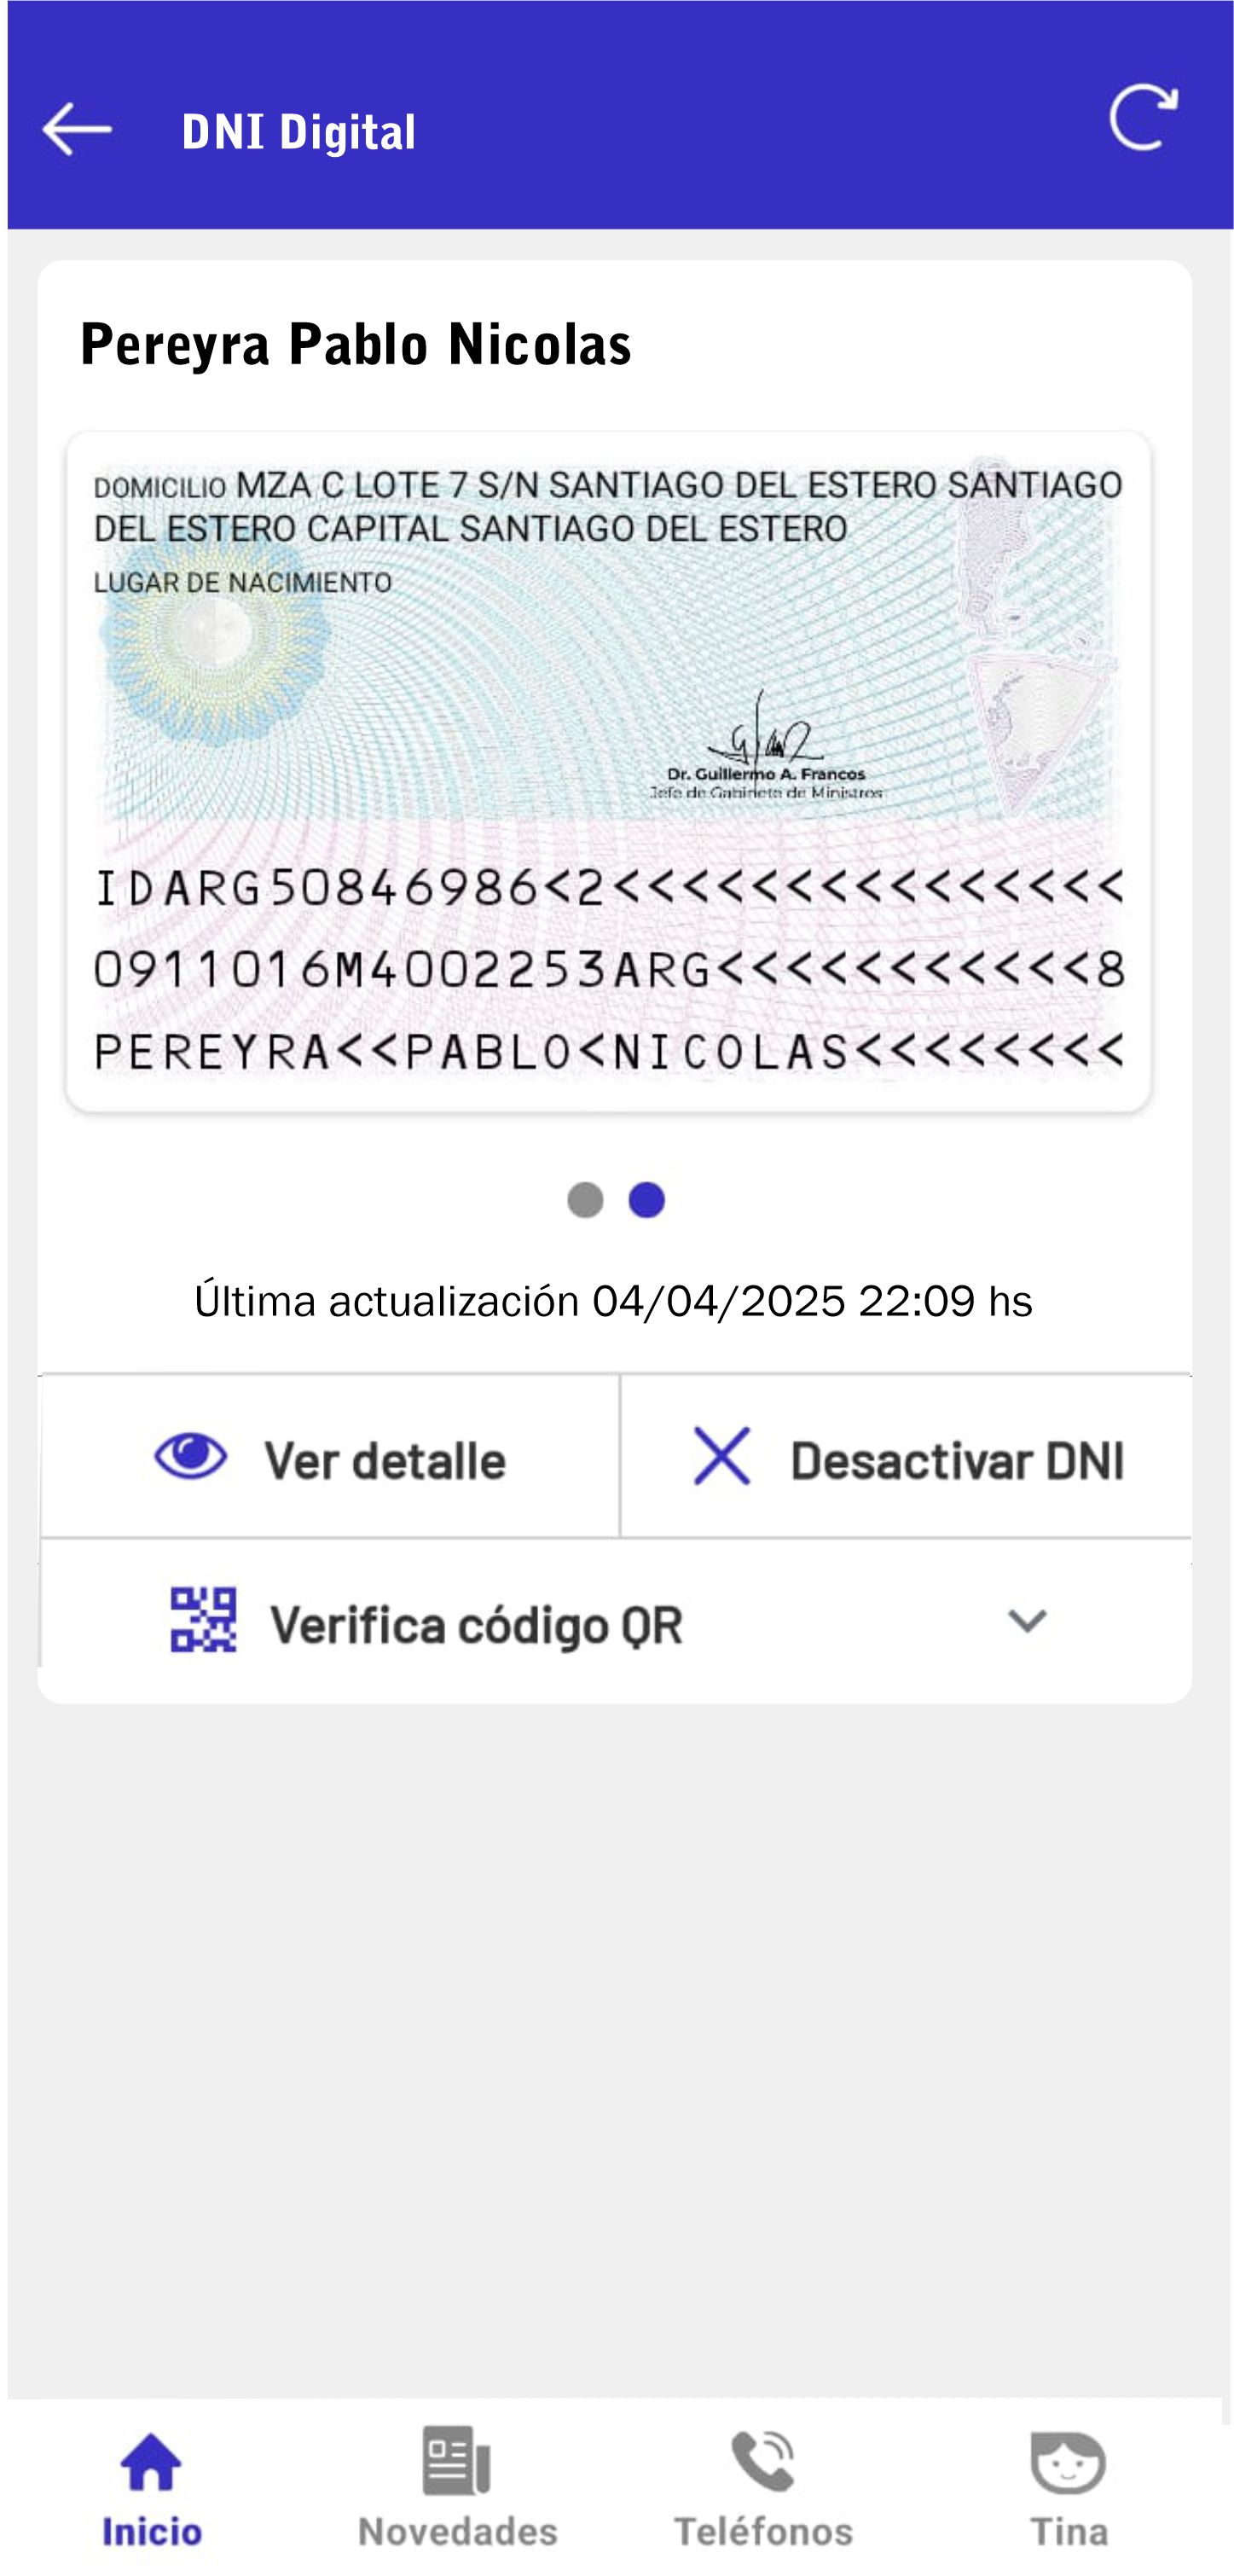 DNI Digital
Pereyra Pablo Nicolas
DOMICILIO MZA C LOTE 7 S/N SANTIAGO DEL ESTERO SANTIAGO
DEL ESTERO CAPITAL SANTIAGO DEL ESTERO
LUGAR DE NACIMIENTO
Dr. Guillermo A. Francos
Jefe de Gabinete de Ministros
IDARG50846986<2<<<<<<<<<<<<<<<
0911016M4002253ARG<<<<<<<<<<<8
PEREYRA<<PABLO<NICOLAS<<<<<<<<
Última actualización 04/04/2025 22:09 hs
Ver detalle
Desactivar DNI
Verifica código QR
Inicio
Novedades
Teléfonos
Tina